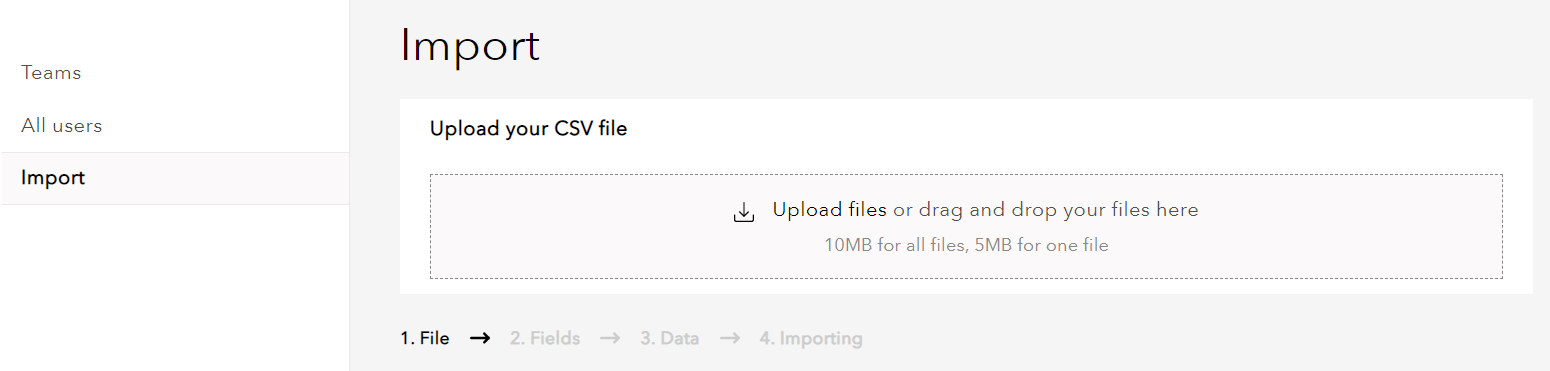 Teams
All users
Import
Import
Upload your CSV file
Upload files or drag and drop your files here
10MB for all files, 5MB for one file
1. File → 2. Fields → 3. Data → 4. Importing